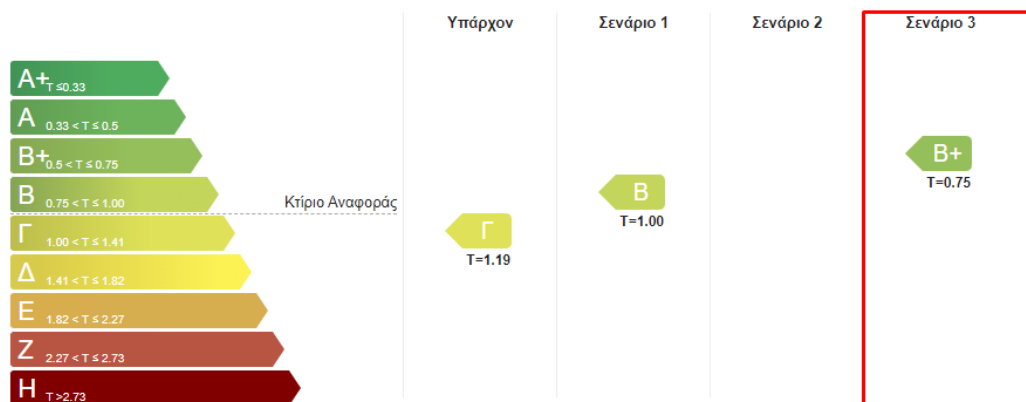 Υπάρχον Σενάριο 1 Σενάριο 2 Σενάριο 3
A+ T ≤0.33
A 0.33 < T ≤ 0.5
B+ 0.5 < T ≤ 0.75
B+
T=0.75
B 0.75 < T ≤ 1.00
B
T=1.00
Κτίριο Αναφοράς
Γ 1.00 < T ≤ 1.41
Γ
T=1.19
Δ 1.41 < T ≤ 1.82
E 1.82 < T ≤ 2.27
Z 2.27 < T ≤ 2.73
H T >2.73